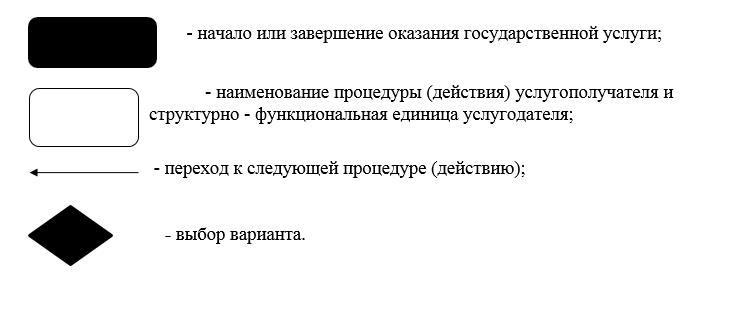 - начало или завершение оказания государственной услуги;
- наименование процедуры (действия) услугополучателя и
структурно - функциональная единица услугодателя;
- переход к следующей процедуре (действию);
- выбор варианта.